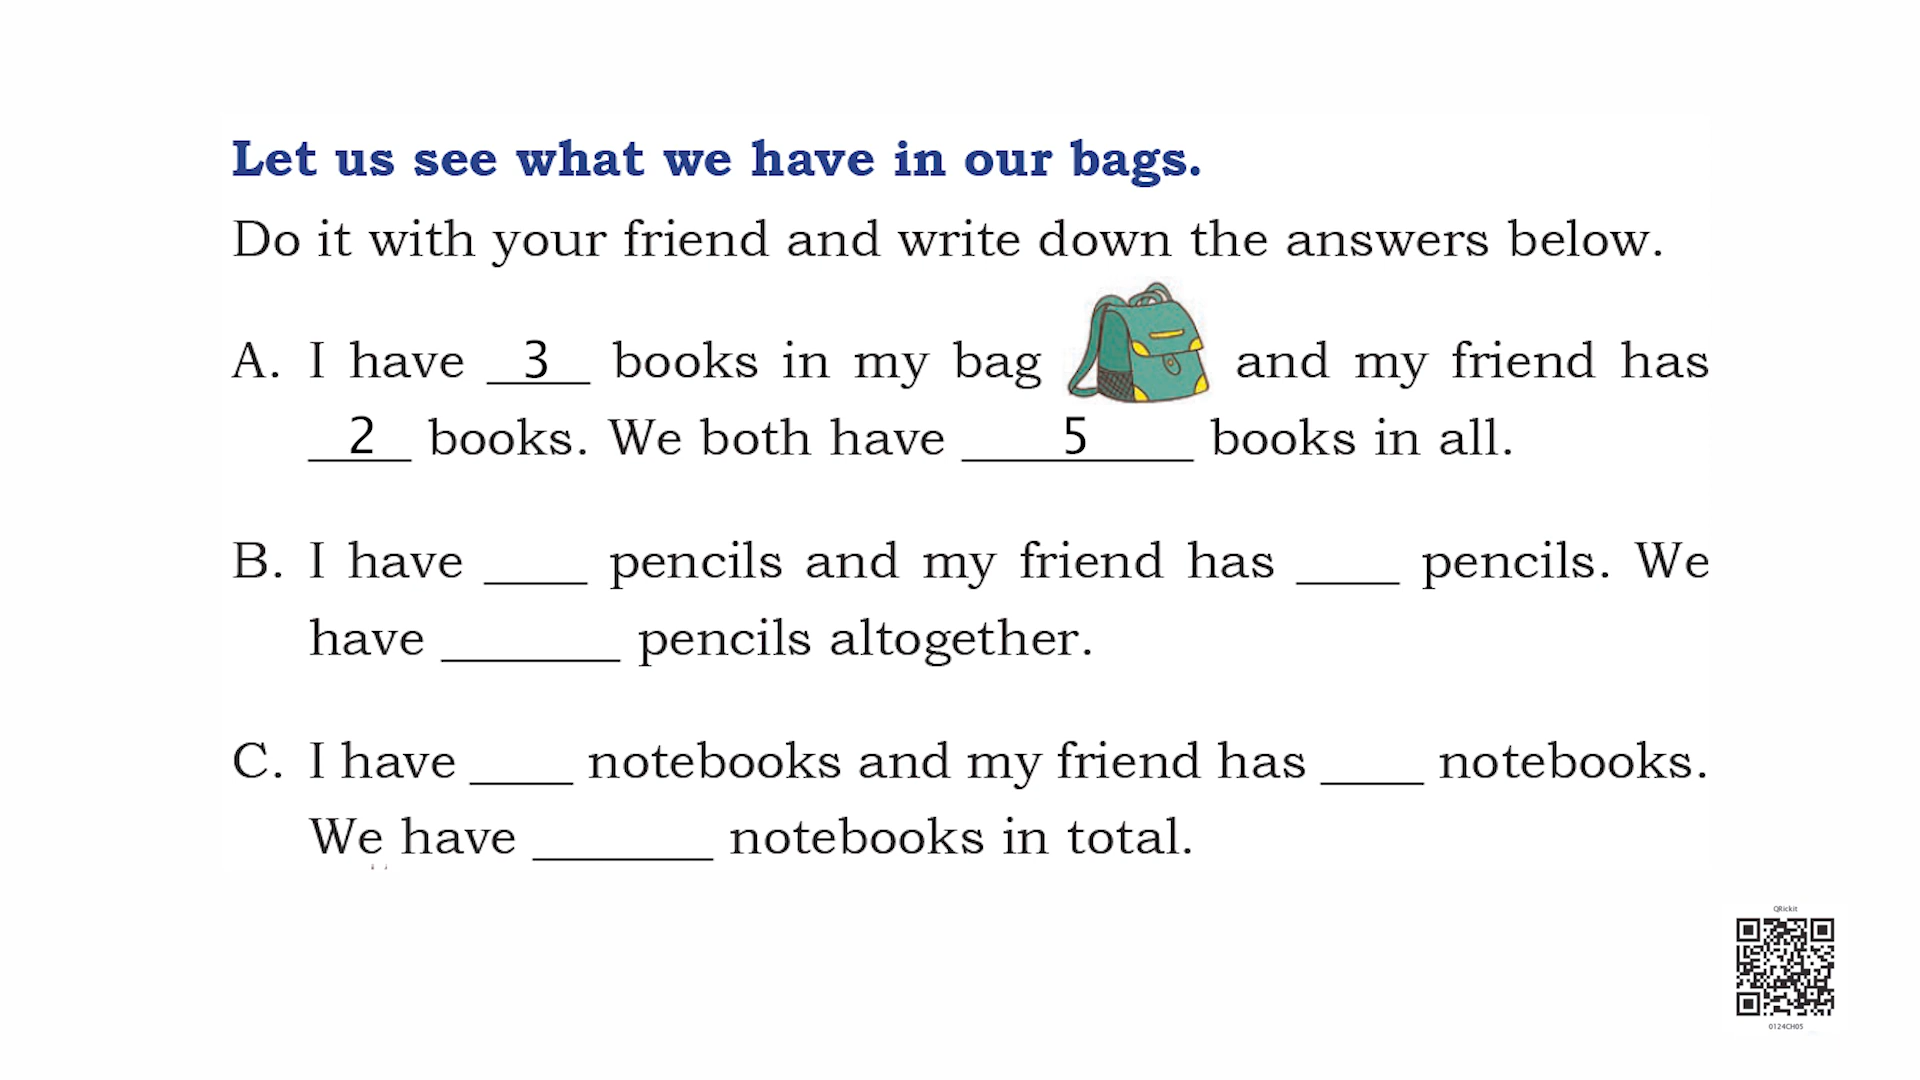 Let us see what we have in our bags.
Do it with your friend and write down the answers below.
A. I have 3 books in my bag and my friend has
2 books. We both have 5 books in all.
B. I have ____ pencils and my friend has ____ pencils. We
have _______ pencils altogether.
C. I have ____ notebooks and my friend has ____ notebooks.
We have _______ notebooks in total.
QRickit
0124CH05